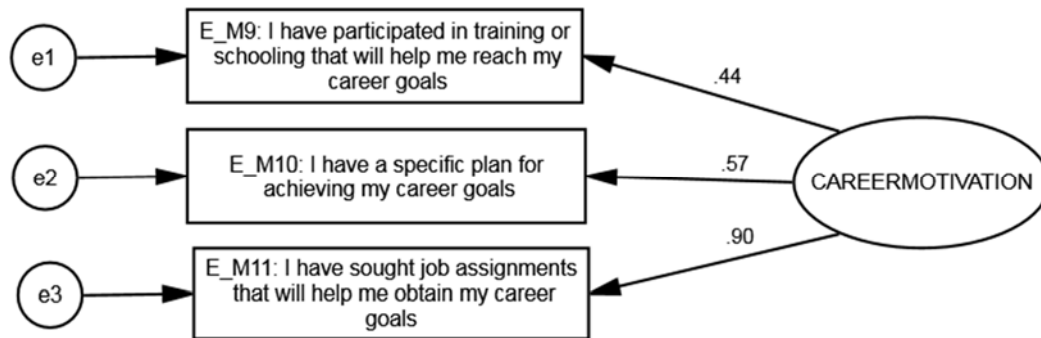 e1
E_M9: I have participated in training or
schooling that will help me reach my
career goals
.44
e2
E_M10: I have a specific plan for
achieving my career goals
.57
CAREERMOTIVATION
.90
e3
E_M11: I have sought job assignments
that will help me obtain my career
goals